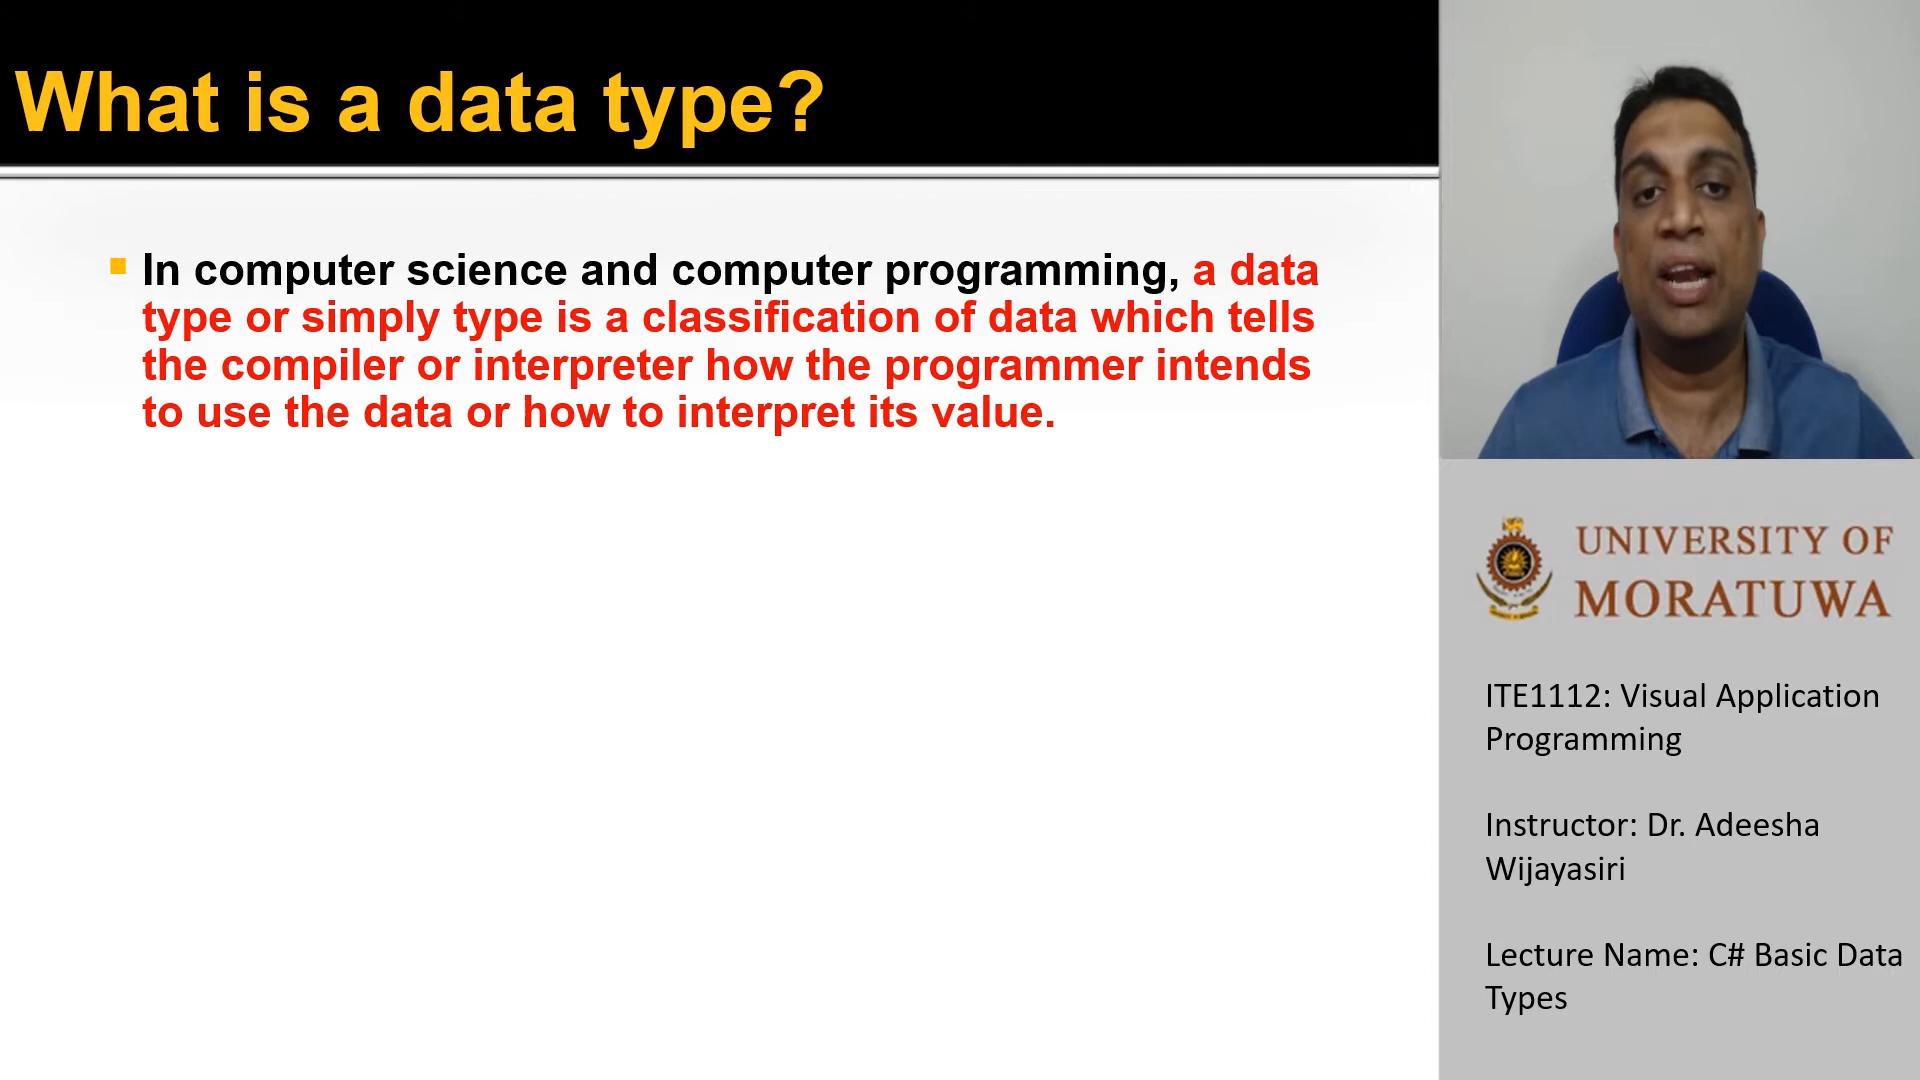 What is a data type?
In computer science and computer programming, a data
type or simply type is a classification of data which tells
the compiler or interpreter how the programmer intends
to use the data or how to interpret its value.
UNIVERSITY OF
MORATUWA
ITE1112: Visual Application
Programming
Instructor: Dr. Adeesha
Wijayasiri
Lecture Name: C# Basic Data
Types